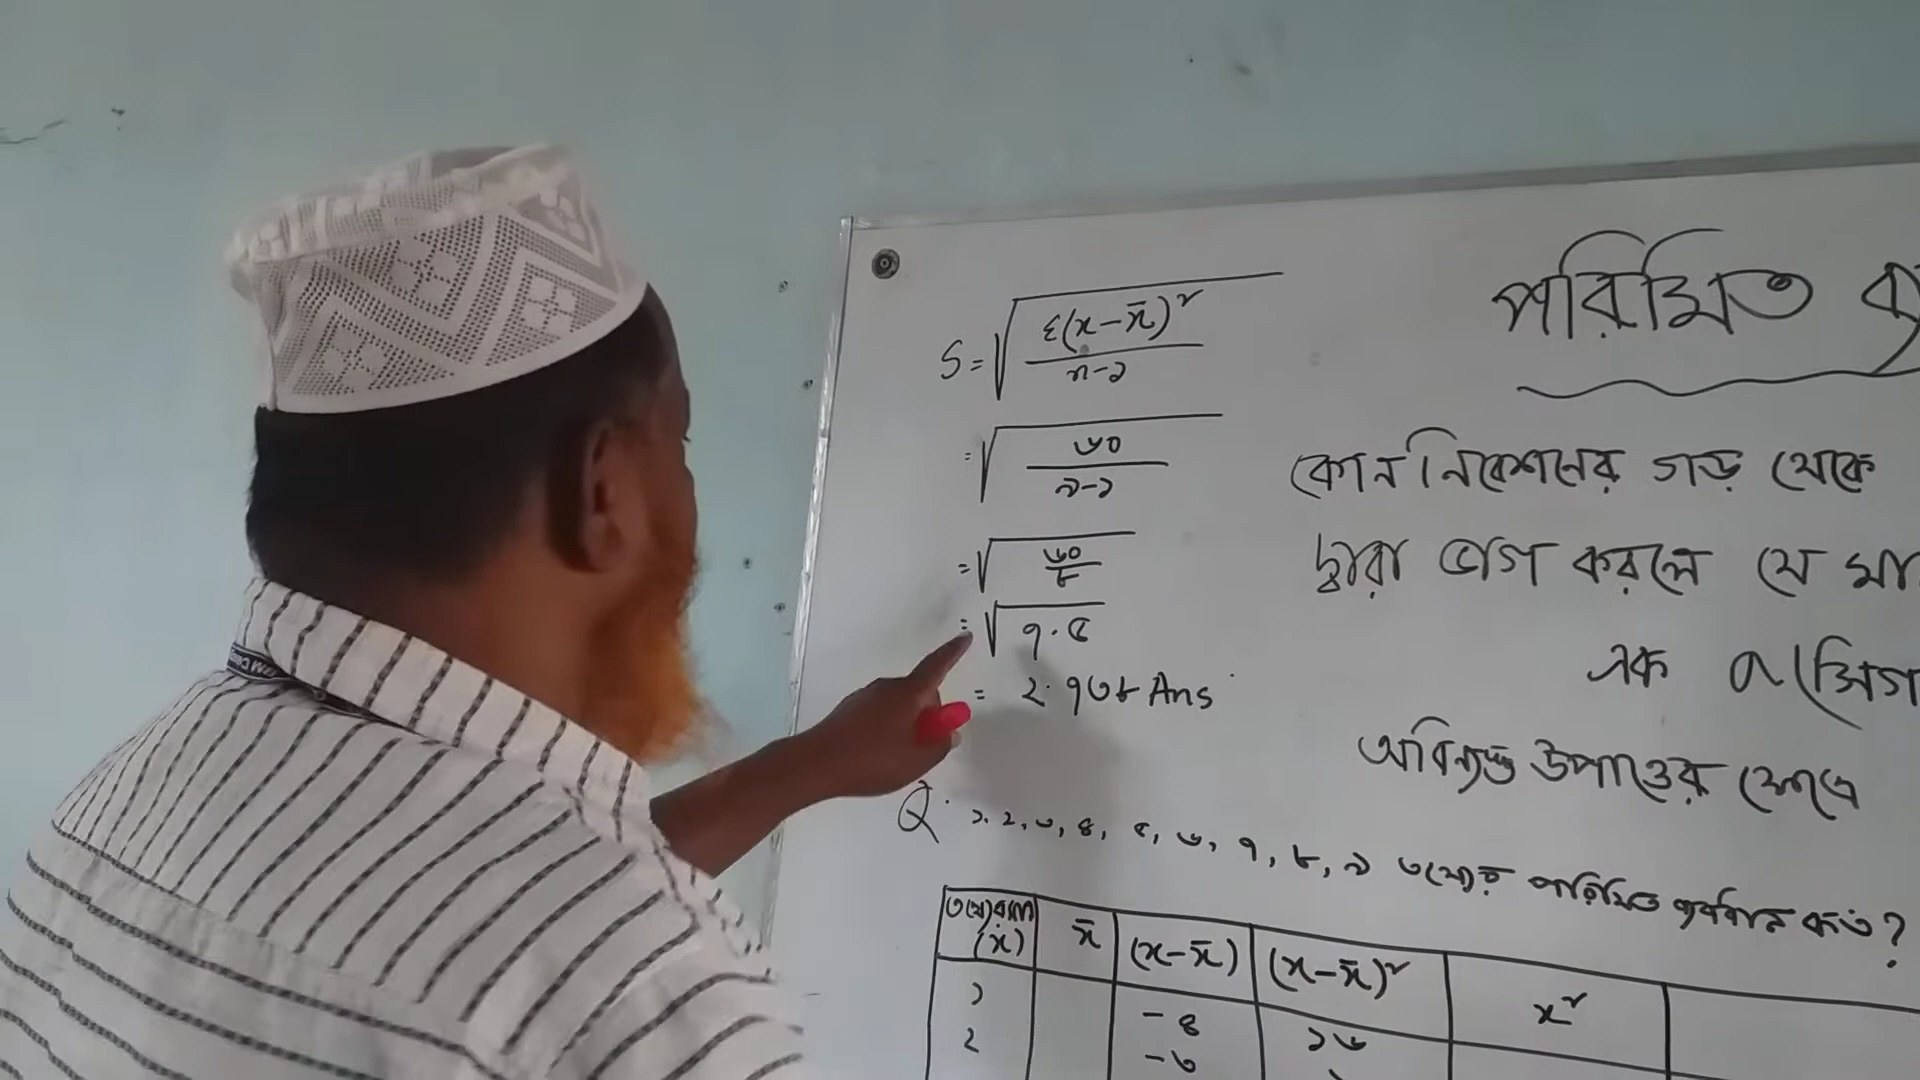 পরিমিত ব্য
S = √(Σ(x-x̄)²/(n-১))
= √(৬০/(৯-১))
= √(৬০/৮)
= √৭.৫
= ২.৭৩৮ Ans
কোন নিবেশনের গড় থেকে
দ্বারা ভাগ করলে যে মা
এক
অবিন্যস্ত উপাত্তের ক্ষেত্রে
Q. ১, ২, ৩, ৪, ৫, ৬, ৭, ৮, ৯ তথ্যের পরিমিত ব্যবধান কত?
(x) x̄ (x-x̄) (x-x̄)² x²
১ -৪ ১৬
২ -৩